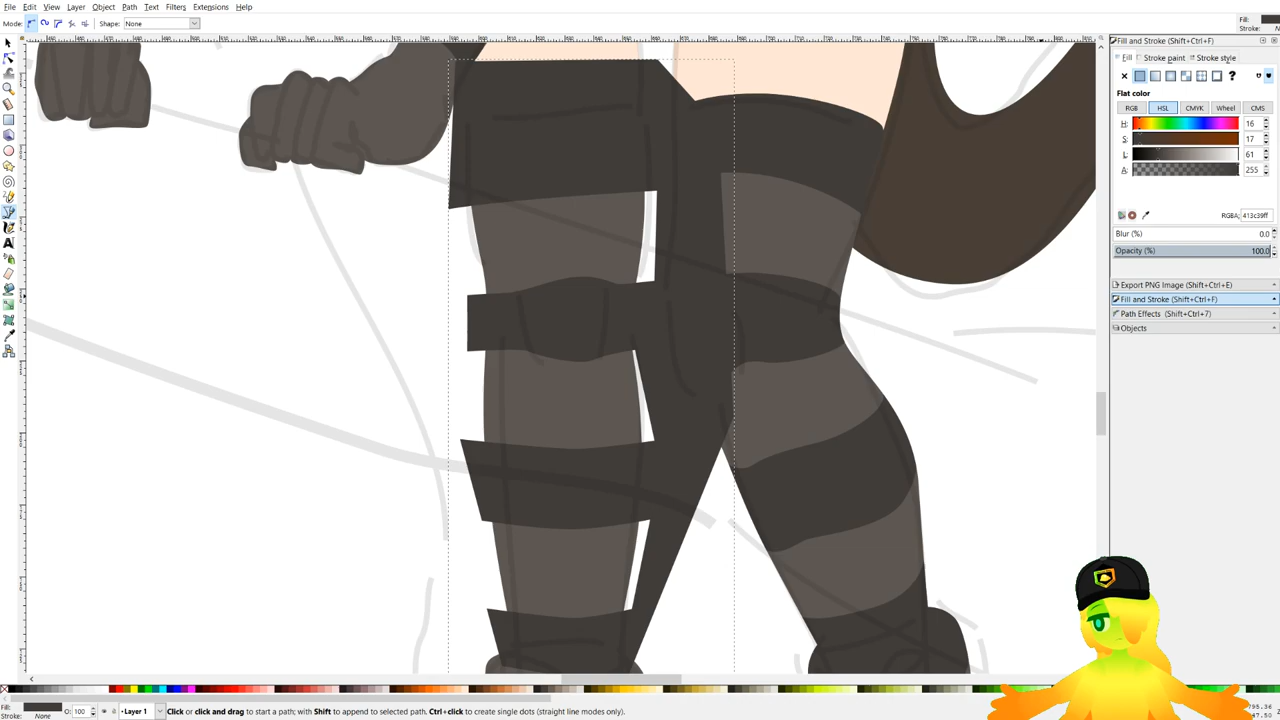 File Edit View Layer Object Path Text Filters Extensions Help
Mode: Shape: None
Fill:
Stroke:
Fill and Stroke (Shift+Ctrl+F)
Fill Stroke paint Stroke style
?
Flat color
RGB HSL CMYK Wheel CMS
H: 16
S: 17
L: 61
A: 255
RGBA: 413c39ff
Blur (%) 0.0
Opacity (%) 100.0
Export PNG Image (Shift+Ctrl+E)
Fill and Stroke (Shift+Ctrl+F)
Path Effects (Shift+Ctrl+7)
Objects
Fill: O: 100 Layer 1 Click or click and drag to start a path; with Shift to append to selected path. Ctrl+click to create single dots (straight line modes only).
Stroke: None
795.36
47.50